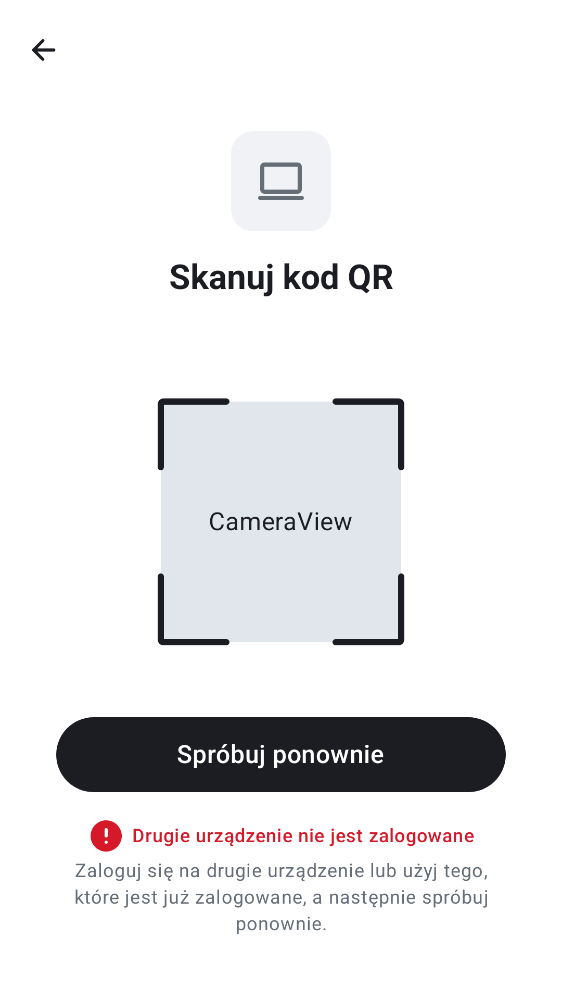 Skanuj kod QR
CameraView
Spróbuj ponownie
Drugie urządzenie nie jest zalogowane
Zaloguj się na drugie urządzenie lub użyj tego,
które jest już zalogowane, a następnie spróbuj
ponownie.